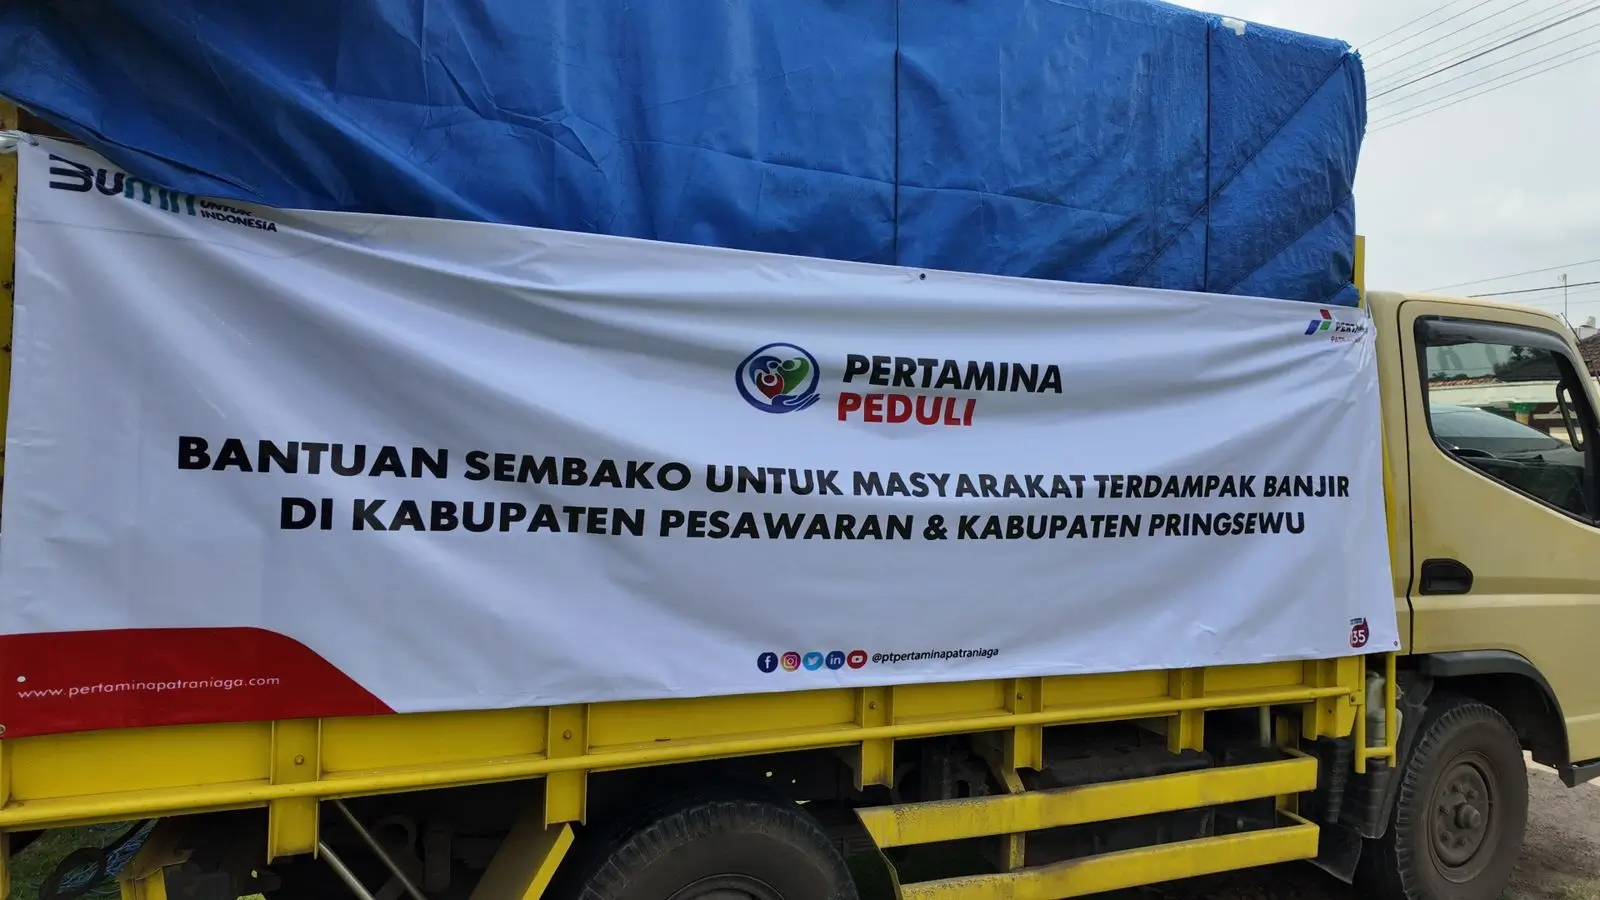 BUMN
UNTUK
INDONESIA
PERTAMINA
PEDULI
BANTUAN SEMBAKO UNTUK MASYARAKAT TERDAMPAK BANJIR
DI KABUPATEN PESAWARAN & KABUPATEN PRINGSEWU
@ptpertaminapatraniaga
www.pertaminapatraniaga.com
135